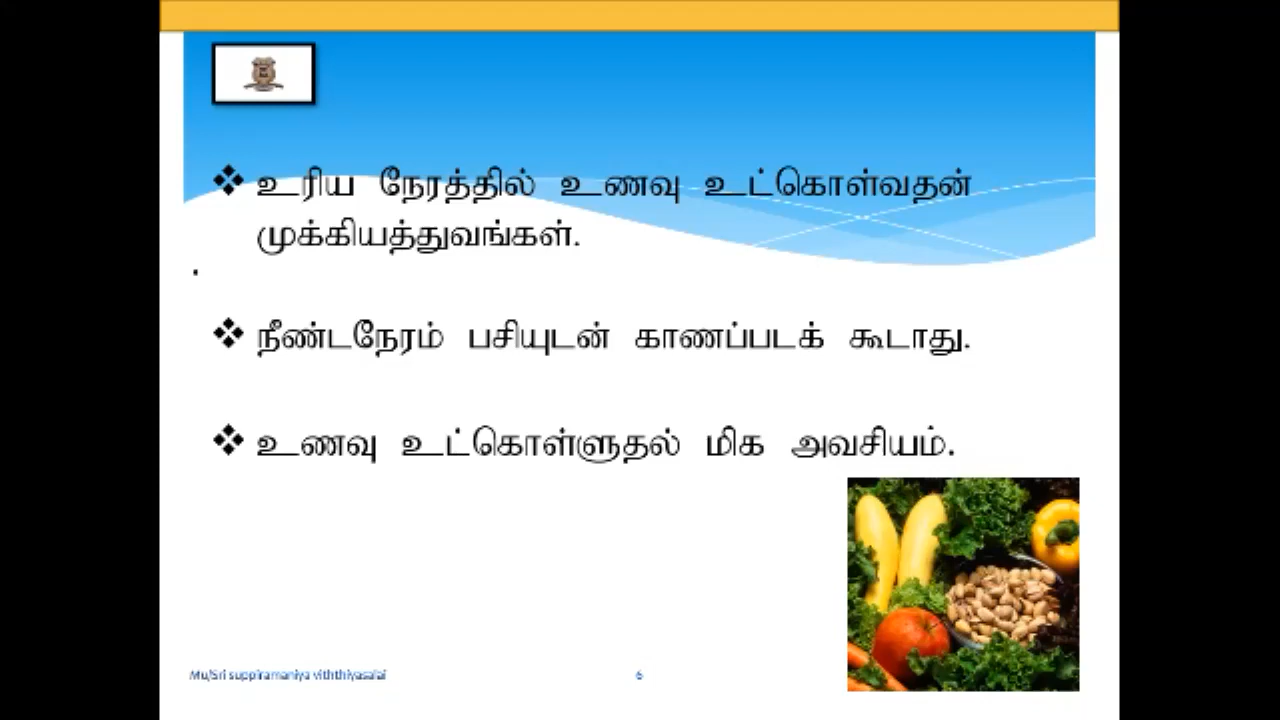 ❖ உரிய நேரத்தில் உணவு உட்கொள்வதன்
முக்கியத்துவங்கள்.
.
❖ நீண்டநேரம் பசியுடன் காணப்படக் கூடாது.
❖ உணவு உட்கொள்ளுதல் மிக அவசியம்.
Mu/Sri suppiramaniya viththiyasalai 6